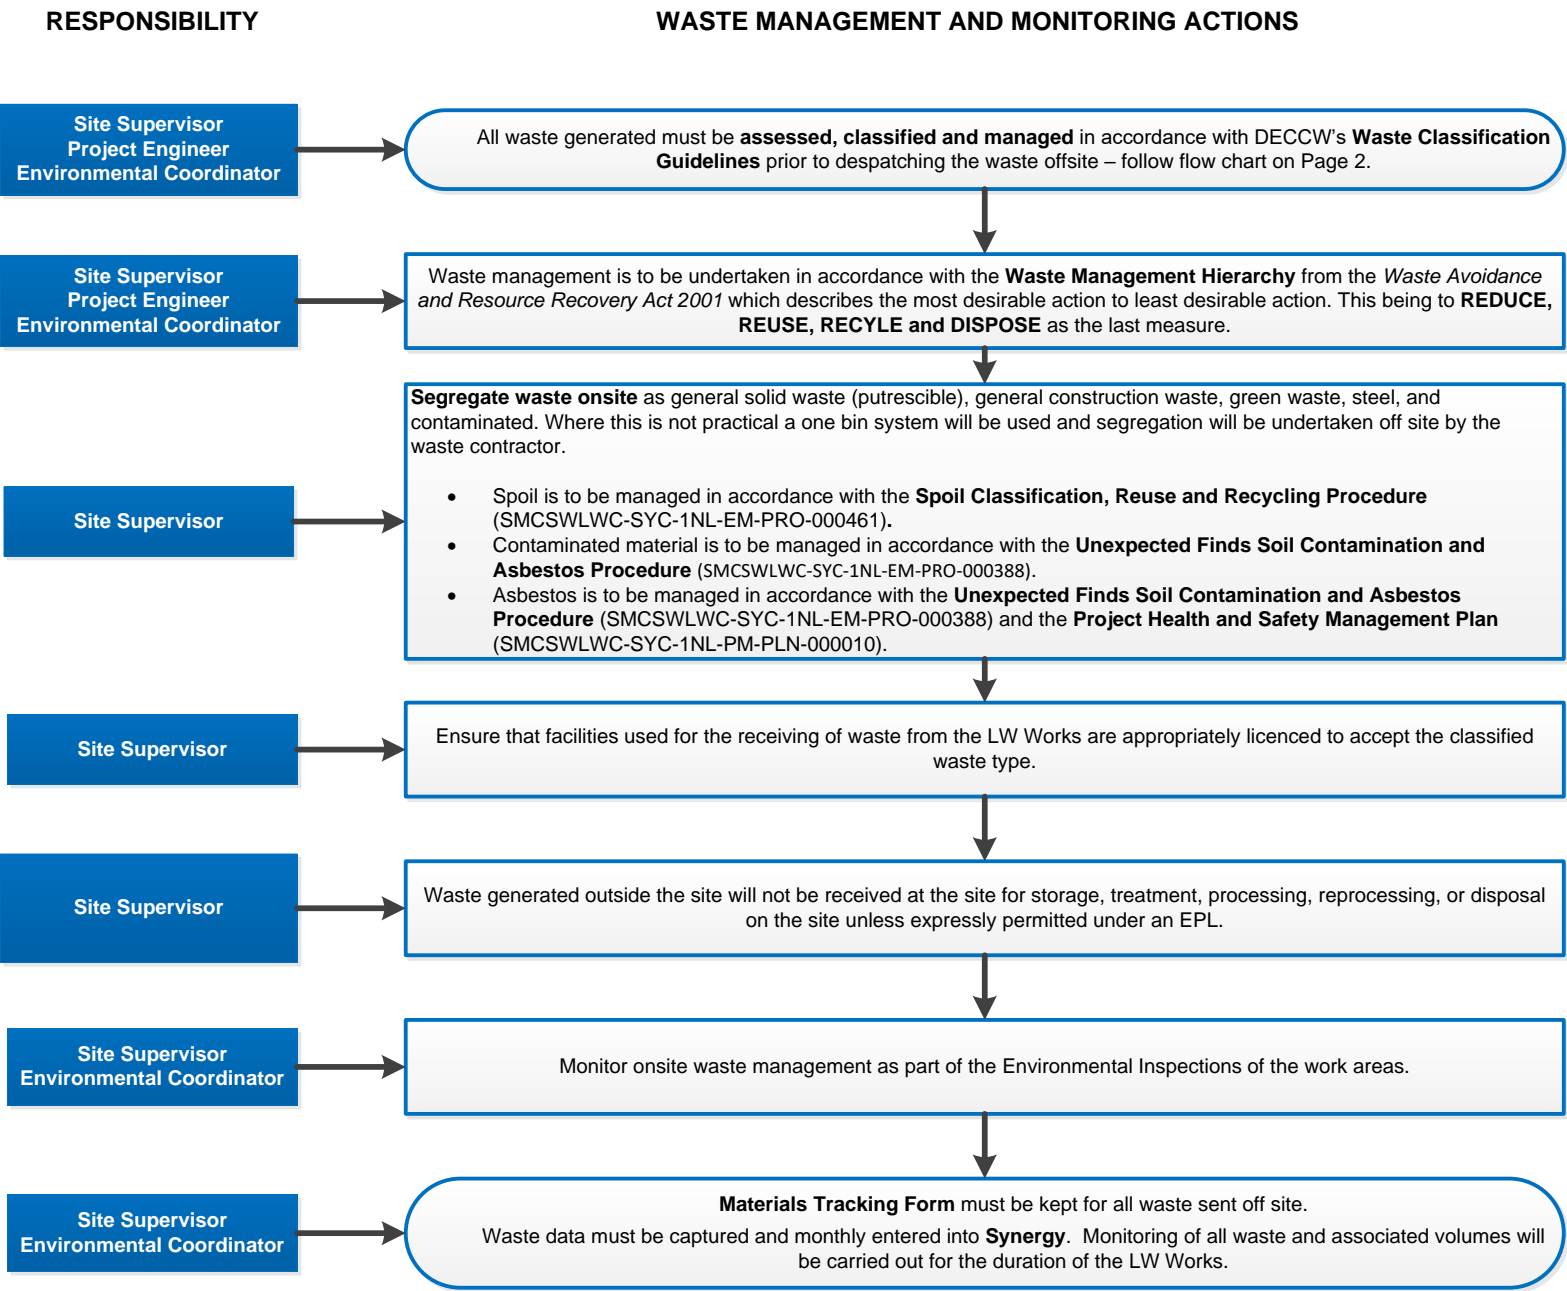 RESPONSIBILITY
WASTE MANAGEMENT AND MONITORING ACTIONS
Site Supervisor
Project Engineer
Environmental Coordinator
All waste generated must be assessed, classified and managed in accordance with DECCW's Waste Classification
Guidelines prior to despatching the waste offsite – follow flow chart on Page 2.
Site Supervisor
Project Engineer
Environmental Coordinator
Waste management is to be undertaken in accordance with the Waste Management Hierarchy from the Waste Avoidance
and Resource Recovery Act 2001 which describes the most desirable action to least desirable action. This being to REDUCE,
REUSE, RECYLE and DISPOSE as the last measure.
Site Supervisor
Segregate waste onsite as general solid waste (putrescible), general construction waste, green waste, steel, and
contaminated. Where this is not practical a one bin system will be used and segregation will be undertaken off site by the
waste contractor.
• Spoil is to be managed in accordance with the Spoil Classification, Reuse and Recycling Procedure
(SMCSWLWC-SYC-1NL-EM-PRO-000461).
• Contaminated material is to be managed in accordance with the Unexpected Finds Soil Contamination and
Asbestos Procedure (SMCSWLWC-SYC-1NL-EM-PRO-000388).
• Asbestos is to be managed in accordance with the Unexpected Finds Soil Contamination and Asbestos
Procedure (SMCSWLWC-SYC-1NL-EM-PRO-000388) and the Project Health and Safety Management Plan
(SMCSWLWC-SYC-1NL-PM-PLN-000010).
Site Supervisor
Ensure that facilities used for the receiving of waste from the LW Works are appropriately licenced to accept the classified
waste type.
Site Supervisor
Waste generated outside the site will not be received at the site for storage, treatment, processing, reprocessing, or disposal
on the site unless expressly permitted under an EPL.
Site Supervisor
Environmental Coordinator
Monitor onsite waste management as part of the Environmental Inspections of the work areas.
Site Supervisor
Environmental Coordinator
Materials Tracking Form must be kept for all waste sent off site.
Waste data must be captured and monthly entered into Synergy. Monitoring of all waste and associated volumes will
be carried out for the duration of the LW Works.